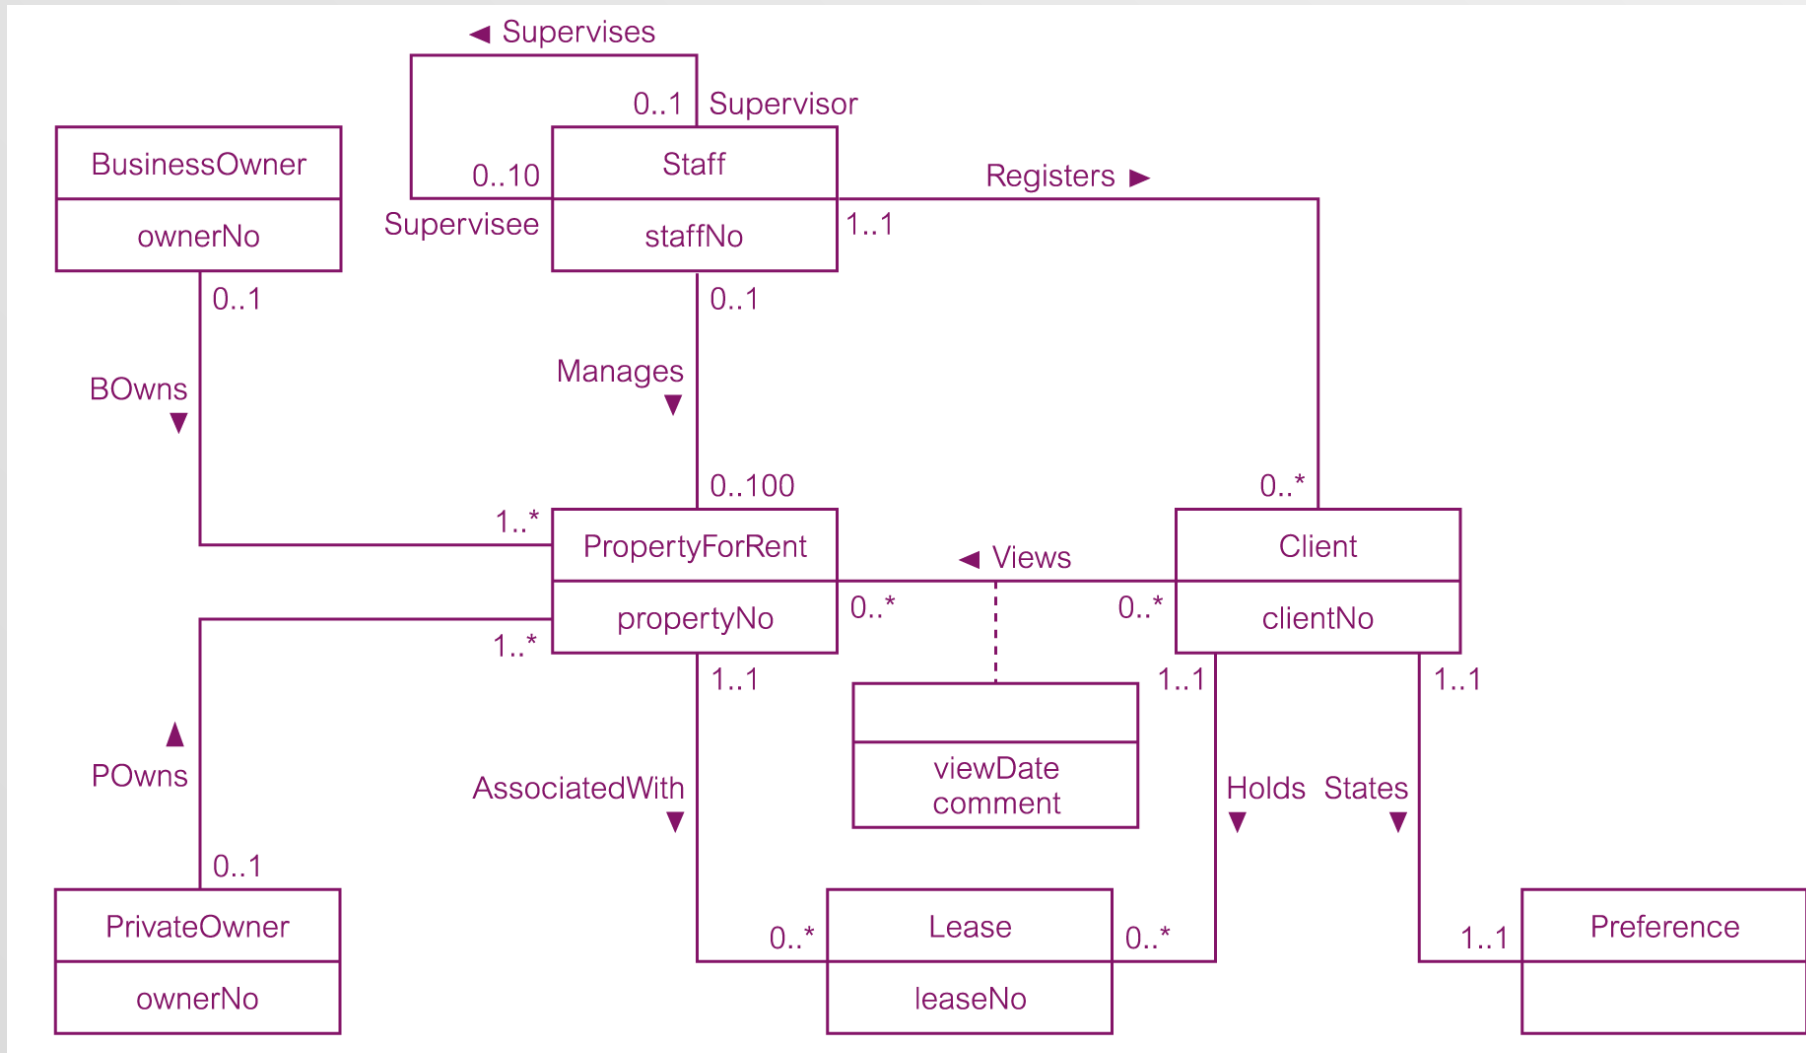 ◄ Supervises
0..1 Supervisor
BusinessOwner
ownerNo
0..10
Supervisee
Staff
staffNo
Registers ►
1..1
0..1
0..1
BOwns
▼
Manages
▼
0..100
0..*
1..*
PropertyForRent
propertyNo
◄ Views
Client
clientNo
0..*
0..*
1..*
1..1
1..1
1..1
viewDate
comment
▲
POwns
AssociatedWith
▼
Holds
▼
States
▼
0..1
PrivateOwner
ownerNo
0..*
Lease
leaseNo
0..*
1..1
Preference